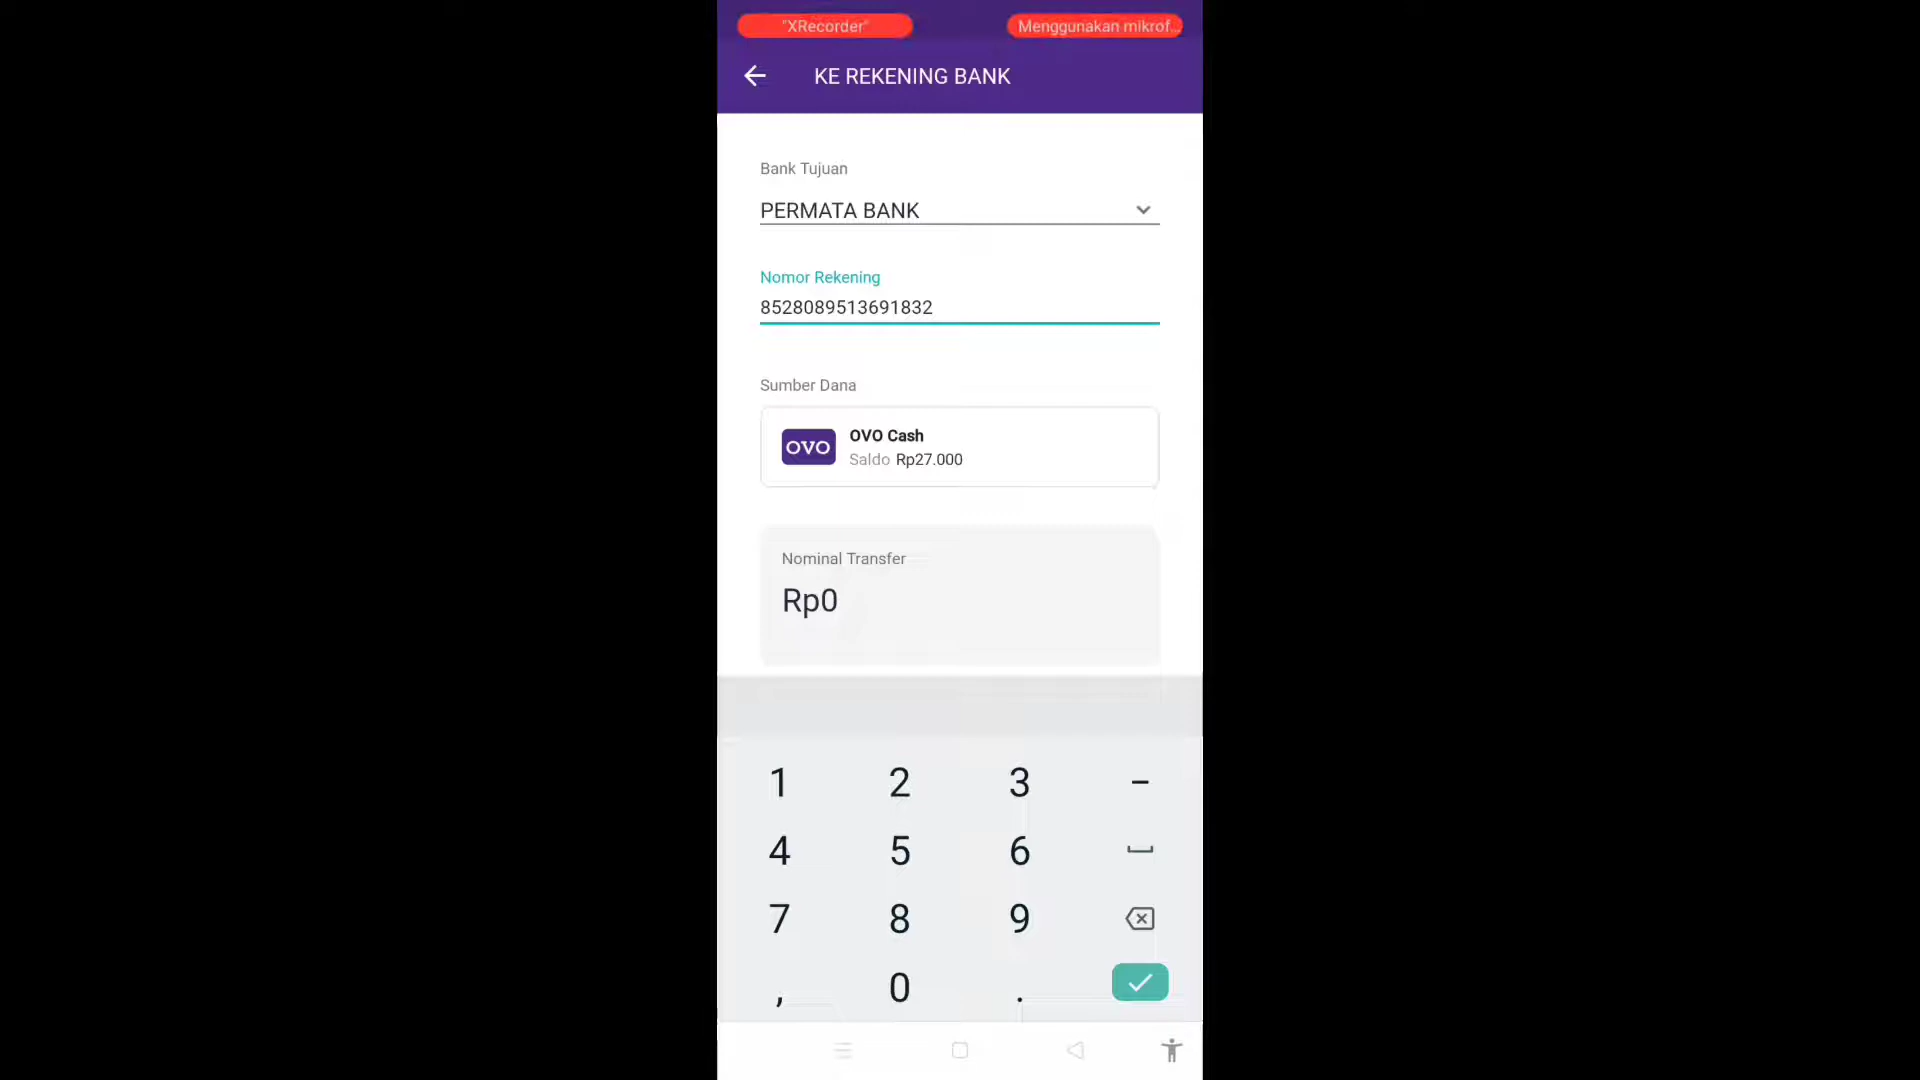 "XRecorder"
Menggunakan mikrof...
KE REKENING BANK
Bank Tujuan
PERMATA BANK
Nomor Rekening
8528089513691832
Sumber Dana
OVO
OVO Cash
Saldo Rp27.000
Nominal Transfer
Rp0
1 2 3 -
4 5 6
7 8 9
, 0 .